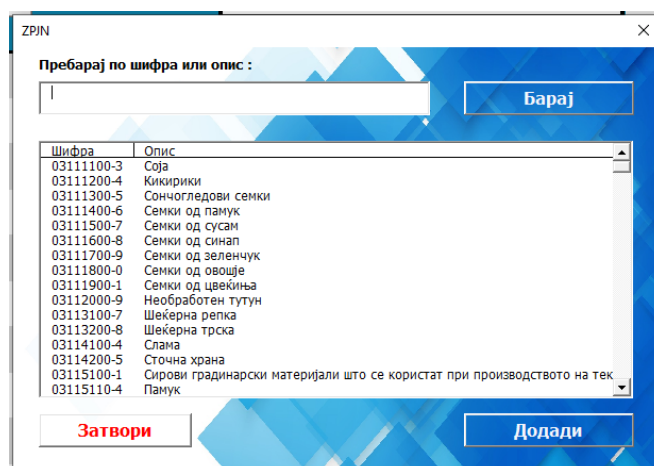 ZPJN
Пребарај по шифра или опис :
Барај
Шифра Опис
03111100-3 Соја
03111200-4 Кикирики
03111300-5 Сончогледови семки
03111400-6 Семки од памук
03111500-7 Семки од сусам
03111600-8 Семки од синап
03111700-9 Семки од зеленчук
03111800-0 Семки од овошје
03111900-1 Семки од цвеќиња
03112000-9 Необработен тутун
03113100-7 Шеќерна репка
03113200-8 Шеќерна трска
03114100-4 Слама
03114200-5 Сточна храна
03115100-1 Сирови градинарски материјали што се користат при производството на тек
03115110-4 Памук
Затвори
Додади